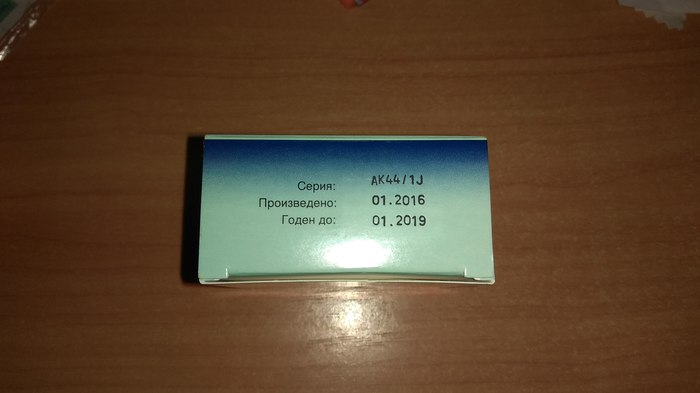 Серия: AK44/1J
Произведено: 01.2016
Годен до: 01.2019